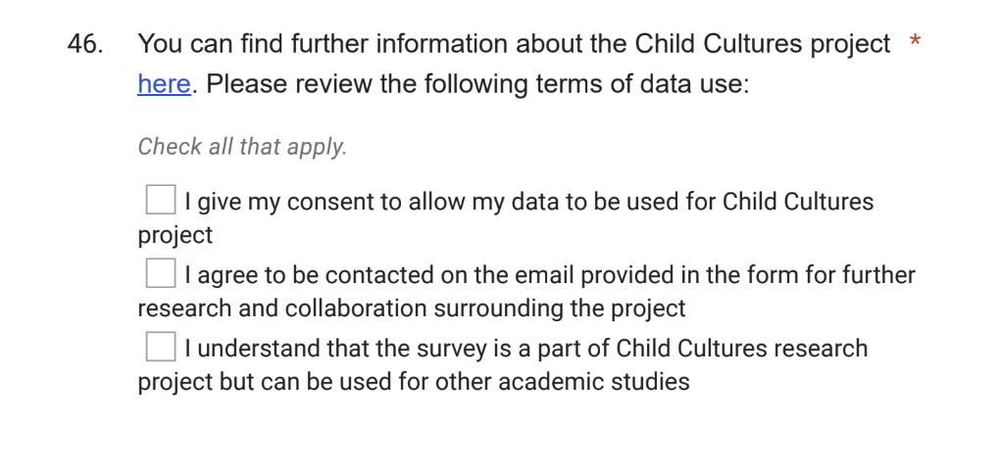 46. You can find further information about the Child Cultures project *
here. Please review the following terms of data use:
Check all that apply.
I give my consent to allow my data to be used for Child Cultures
project
I agree to be contacted on the email provided in the form for further
research and collaboration surrounding the project
I understand that the survey is a part of Child Cultures research
project but can be used for other academic studies